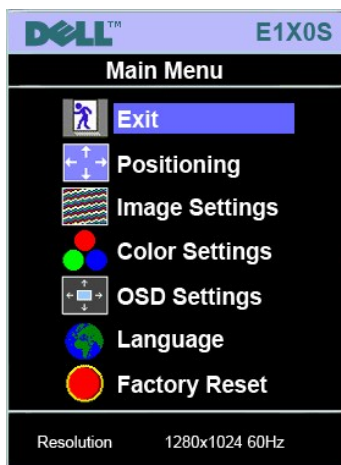 DELL™ E1X0S
Main Menu
Exit
Positioning
Image Settings
Color Settings
OSD Settings
Language
Factory Reset
Resolution 1280x1024 60Hz